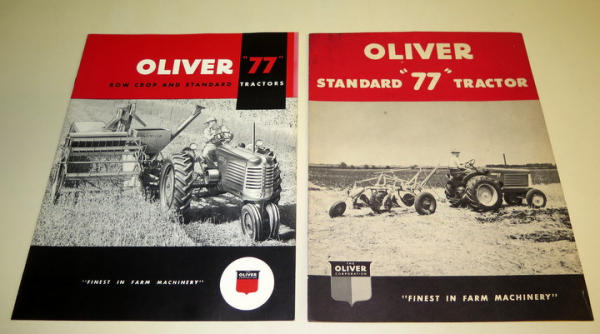 OLIVER "77"
ROW CROP AND STANDARD TRACTORS
"FINEST IN FARM MACHINERY"
OLIVER
OLIVER
STANDARD "77" TRACTOR
THE
OLIVER
CORPORATION
"FINEST IN FARM MACHINERY"